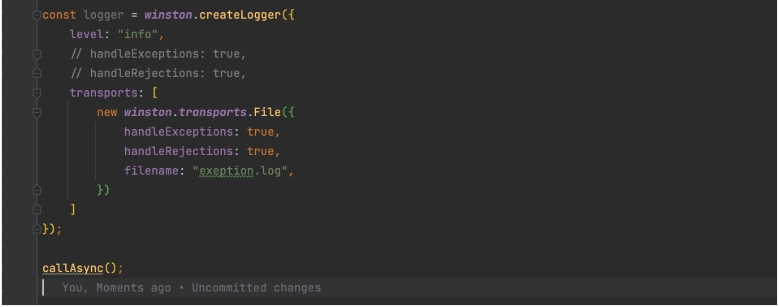 const logger = winston.createLogger({
    level: "info",
    // handleExceptions: true,
    // handleRejections: true,
    transports: [
        new winston.transports.File({
            handleExceptions: true,
            handleRejections: true,
            filename: "exeption.log",
        })
    ]
});
callAsync();
You, Moments ago • Uncommitted changes